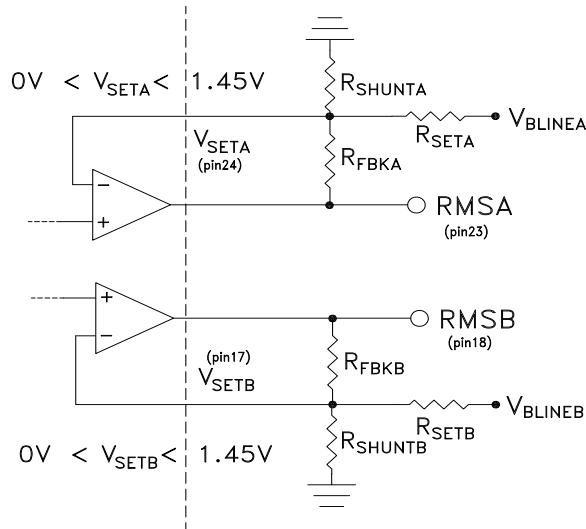 RSHUNTA
0V < VSETA < 1.45V
VBLINEA
RSETA
VSETA
(pin24)
RFBKA
−
+
RMSA
(pin23)
+
−
RMSB
(pin18)
(pin17)
VSETB
RFBKB
VBLINEB
RSETB
RSHUNTB
0V < VSETB < 1.45V